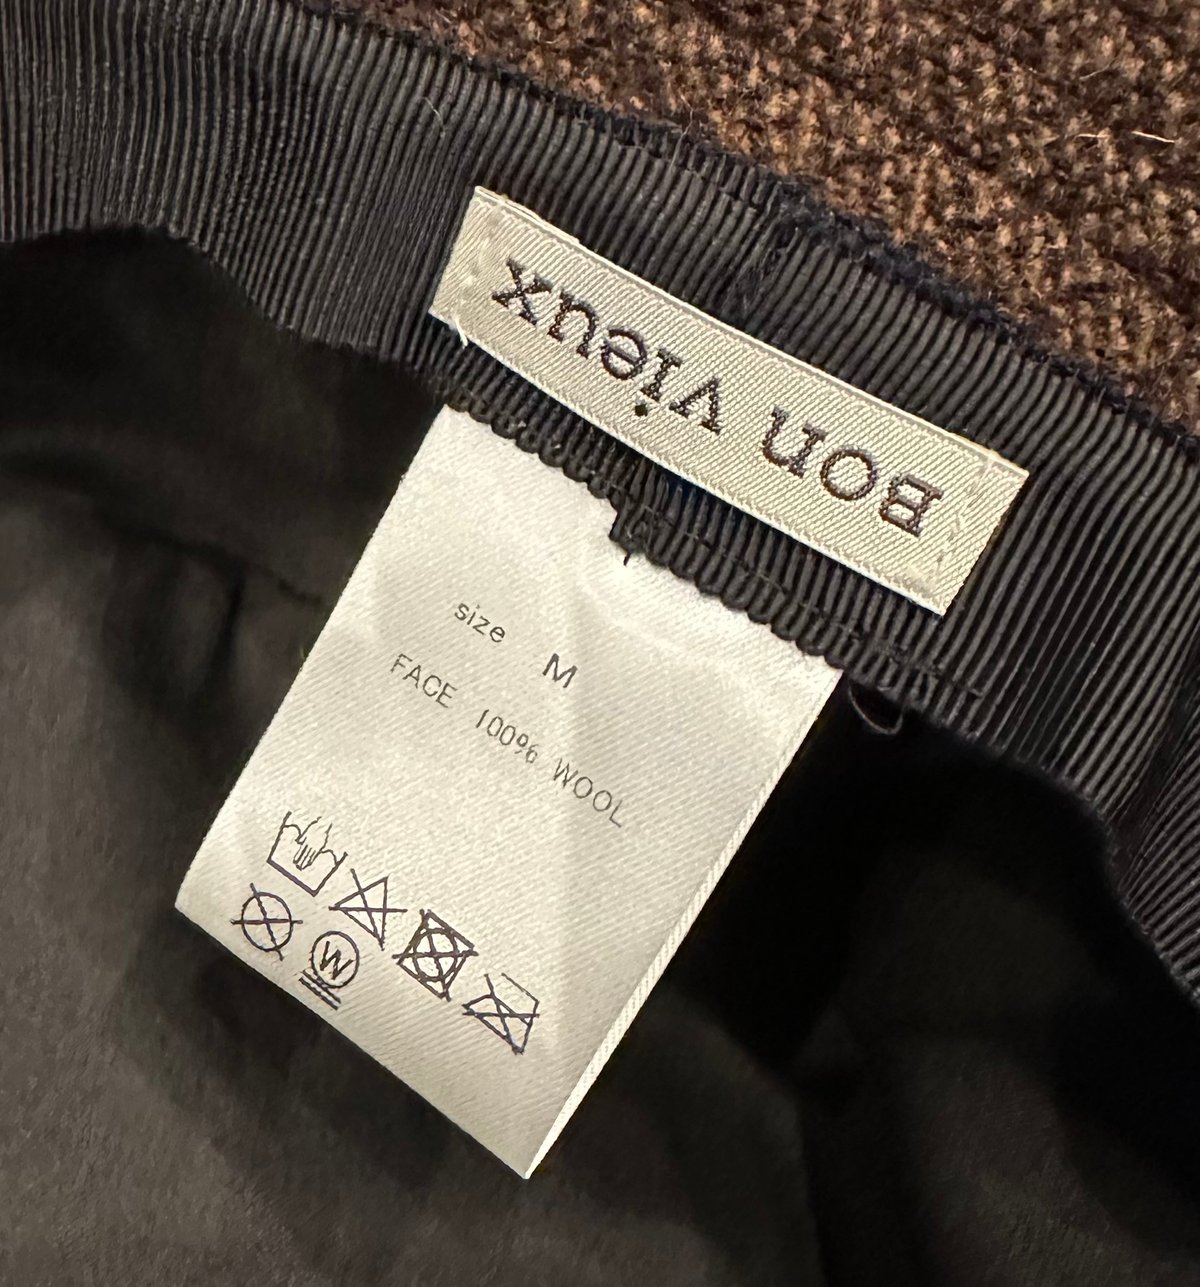 Bon vieux
size M
FACE 100% WOOL
W